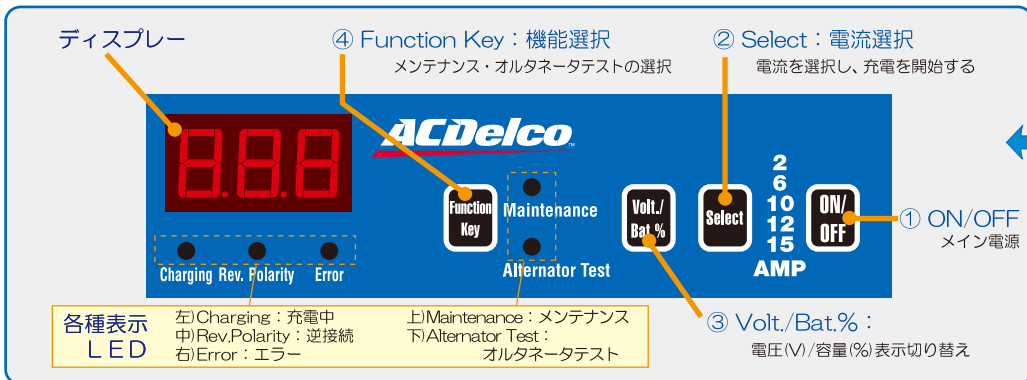 ディスプレー
④ Function Key：機能選択
メンテナンス・オルタネータテストの選択
② Select：電流選択
電流を選択し、充電を開始する
8.8.8
ACDelco™
Function Key
Maintenance
Alternator Test
Volt./ Bat.%
Select
2
6
10
12
15
AMP
ON/ OFF
① ON/OFF
メイン電源
Charging Rev. Polarity Error
各種表示
LED
左)Charging：充電中
中)Rev.Polarity：逆接続
右)Error：エラー
上)Maintenance：メンテナンス
下)Alternator Test：
オルタネータテスト
③ Volt./Bat.%：
電圧(V)/容量(%)表示切り替え